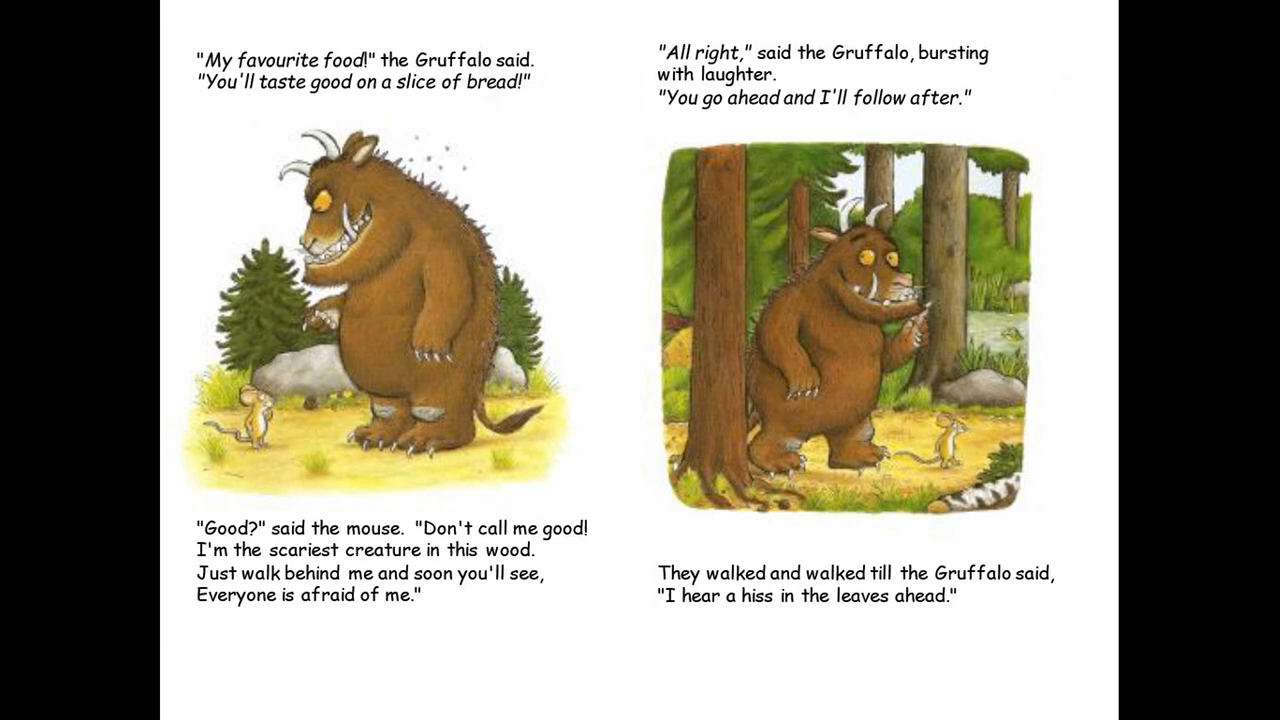 "My favourite food!" the Gruffalo said.
"You'll taste good on a slice of bread!"
"Good?" said the mouse. "Don't call me good!
I'm the scariest creature in this wood.
Just walk behind me and soon you'll see,
Everyone is afraid of me."
"All right," said the Gruffalo, bursting
with laughter.
"You go ahead and I'll follow after."
They walked and walked till the Gruffalo said,
"I hear a hiss in the leaves ahead."